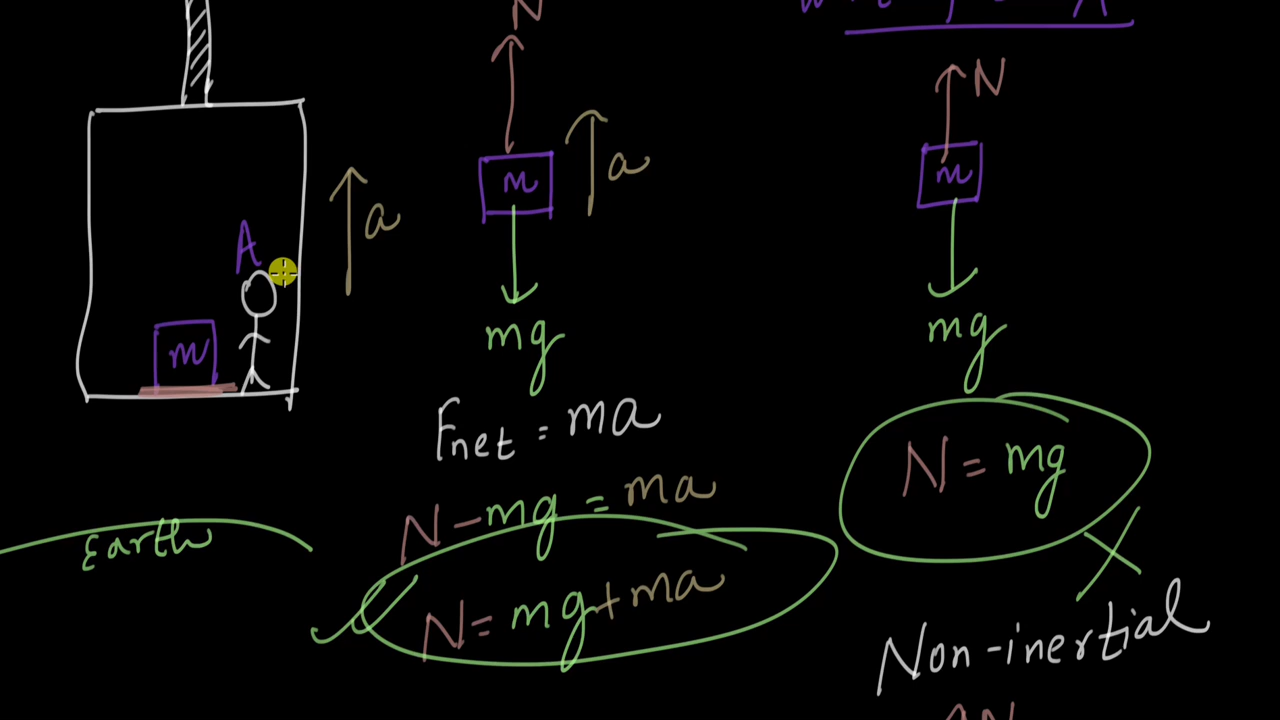 N
N
m
a
m
a
A
m
mg
mg
Fnet = ma
N = mg
N - mg = ma
Earth
N = mg + ma
Non-inertial